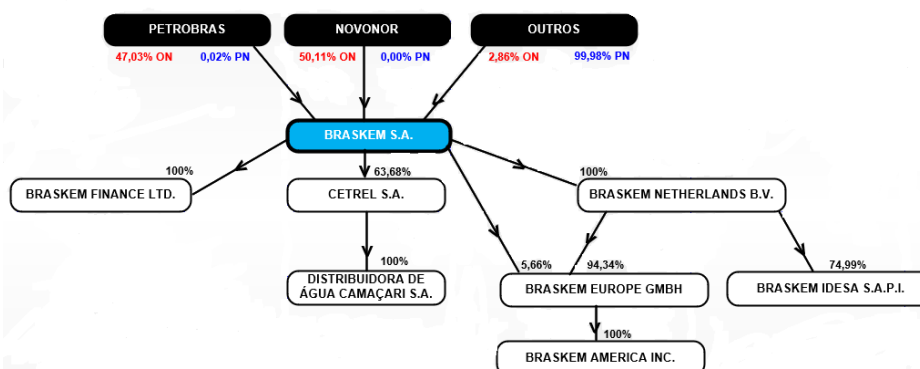 PETROBRAS
NOVONOR
OUTROS
47,03% ON 0,02% PN
50,11% ON 0,00% PN
2,86% ON 99,98% PN
BRASKEM S.A.
100%
63,68%
100%
BRASKEM FINANCE LTD.
CETREL S.A.
BRASKEM NETHERLANDS B.V.
100%
5,66%
94,34%
74,99%
DISTRIBUIDORA DE
ÁGUA CAMAÇARI S.A.
BRASKEM EUROPE GMBH
BRASKEM IDESA S.A.P.I.
100%
BRASKEM AMERICA INC.